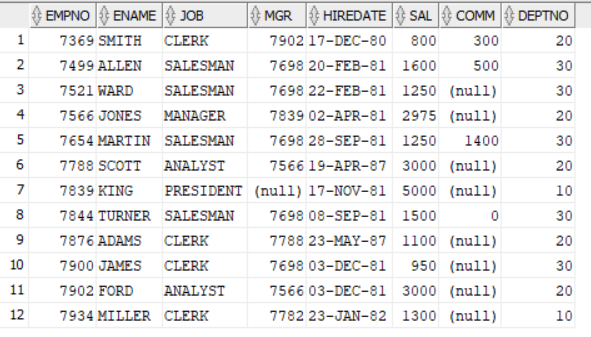 EMPNO ENAME JOB MGR HIREDATE SAL COMM DEPTNO
1 7369 SMITH CLERK 7902 17-DEC-80 800 300 20
2 7499 ALLEN SALESMAN 7698 20-FEB-81 1600 500 30
3 7521 WARD SALESMAN 7698 22-FEB-81 1250 (null) 30
4 7566 JONES MANAGER 7839 02-APR-81 2975 (null) 20
5 7654 MARTIN SALESMAN 7698 28-SEP-81 1250 1400 30
6 7788 SCOTT ANALYST 7566 19-APR-87 3000 (null) 20
7 7839 KING PRESIDENT (null) 17-NOV-81 5000 (null) 10
8 7844 TURNER SALESMAN 7698 08-SEP-81 1500 0 30
9 7876 ADAMS CLERK 7788 23-MAY-87 1100 (null) 20
10 7900 JAMES CLERK 7698 03-DEC-81 950 (null) 30
11 7902 FORD ANALYST 7566 03-DEC-81 3000 (null) 20
12 7934 MILLER CLERK 7782 23-JAN-82 1300 (null) 10